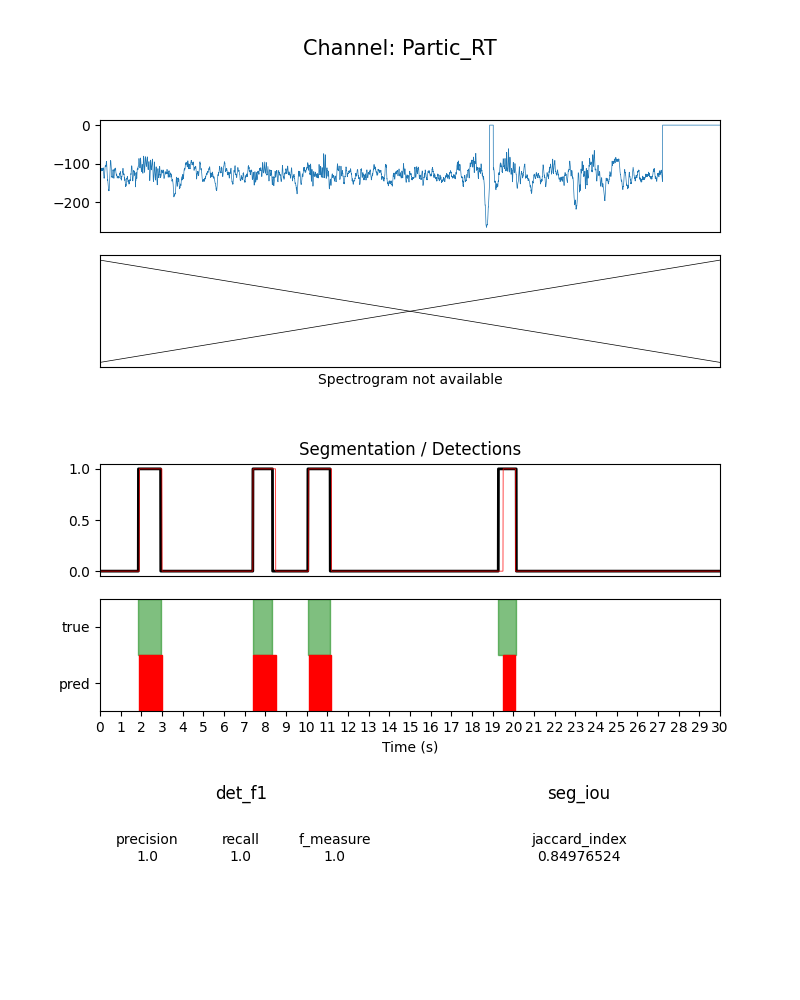 Channel: Partic_RT
0
−100
−200
Spectrogram not available
Segmentation / Detections
1.0
0.5
0.0
true
pred
0 1 2 3 4 5 6 7 8 9 10 11 12 13 14 15 16 17 18 19 20 21 22 23 24 25 26 27 28 29 30
Time (s)
det_f1 seg_iou
precision recall f_measure jaccard_index
1.0 1.0 1.0 0.84976524